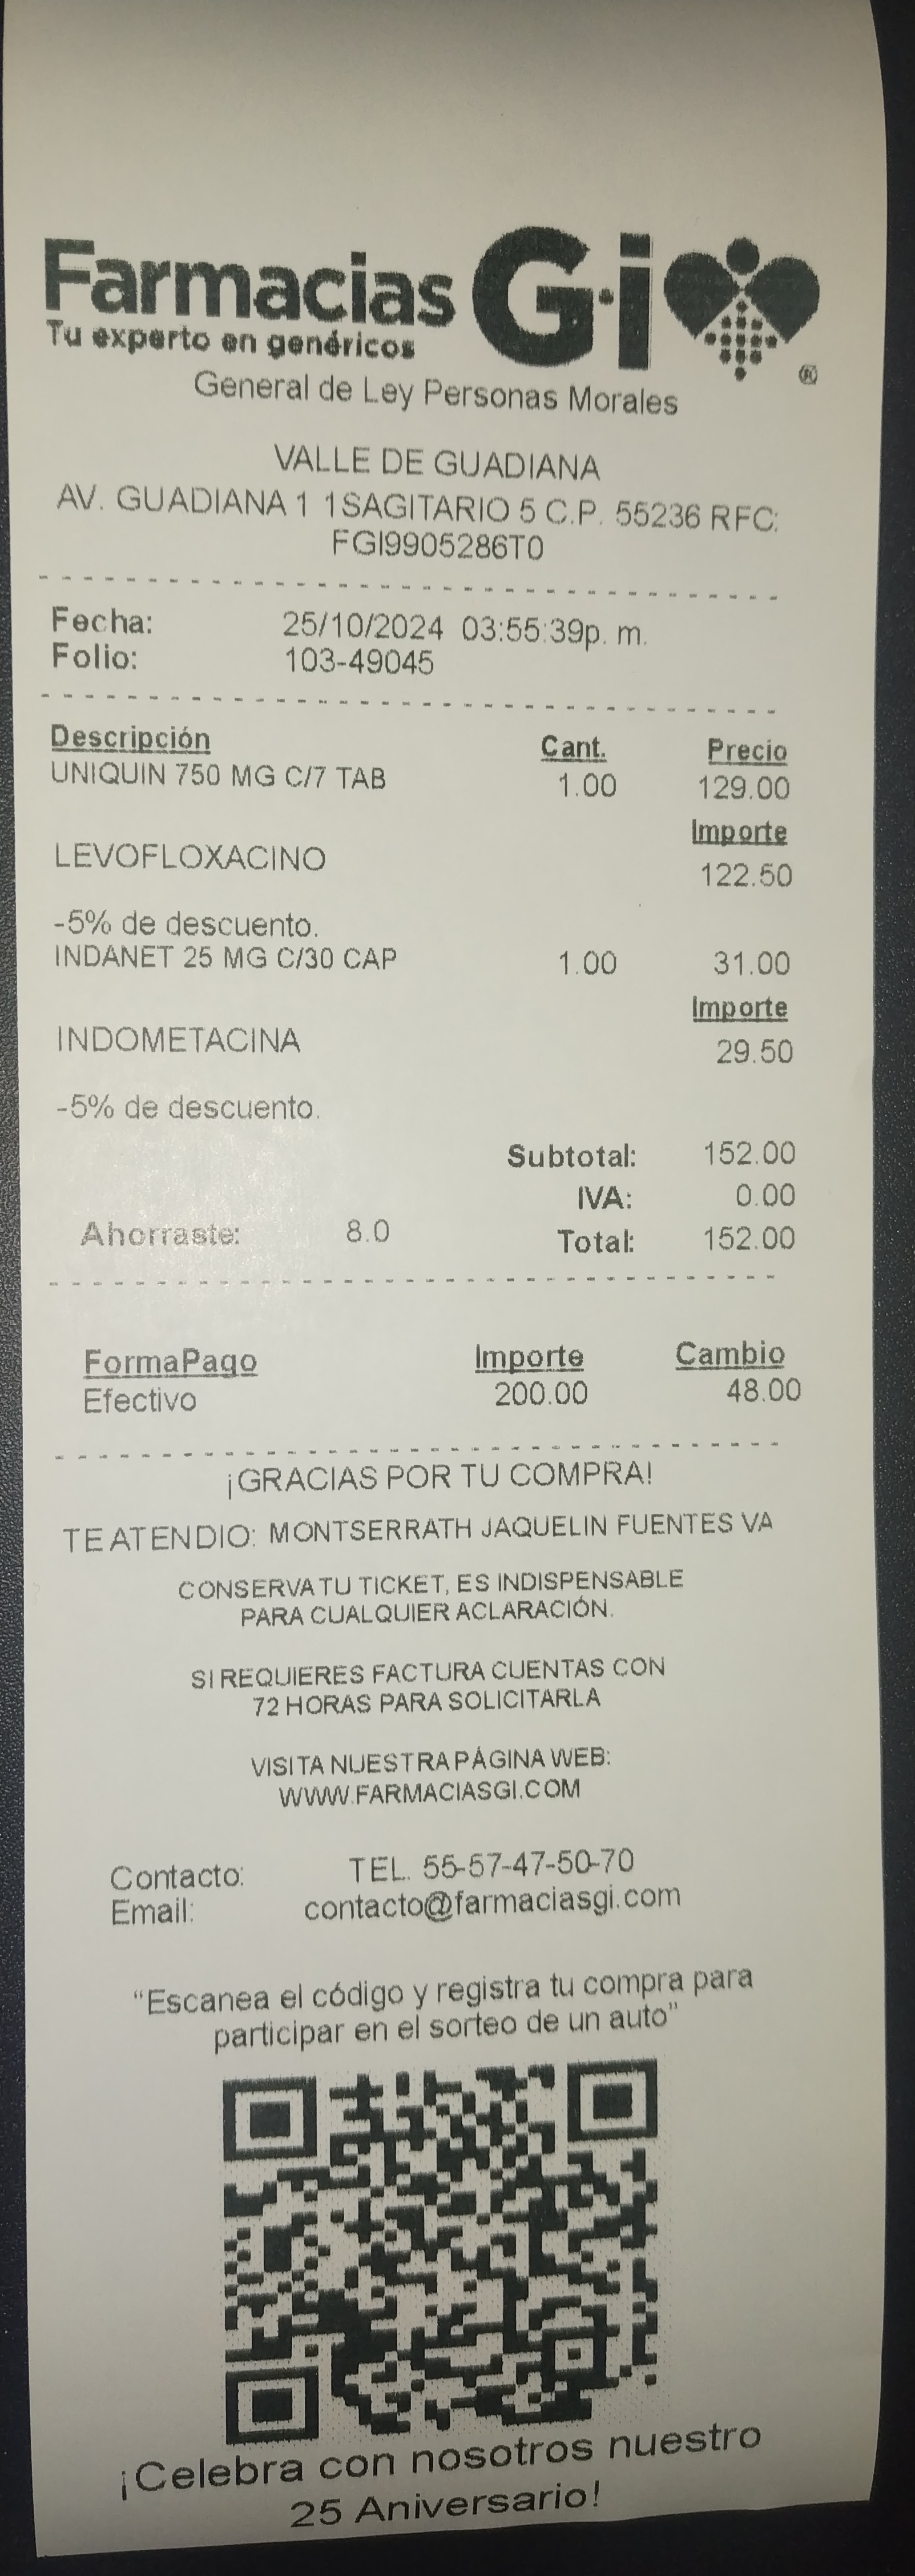 Farmacias Gi
Tu experto en genéricos
®
General de Ley Personas Morales
VALLE DE GUADIANA
AV. GUADIANA 1 1SAGITARIO 5 C.P. 55236 RFC:
FGI9905286T0
Fecha: 25/10/2024 03:55:39p. m.
Folio: 103-49045
Descripción Cant. Precio
UNIQUIN 750 MG C/7 TAB 1.00 129.00
Importe
LEVOFLOXACINO 122.50
-5% de descuento.
INDANET 25 MG C/30 CAP 1.00 31.00
Importe
INDOMETACINA 29.50
-5% de descuento.
Subtotal: 152.00
IVA: 0.00
Ahorraste: 8.0 Total: 152.00
FormaPago Importe Cambio
Efectivo 200.00 48.00
¡GRACIAS POR TU COMPRA!
TE ATENDIO: MONTSERRATH JAQUELIN FUENTES VA
CONSERVA TU TICKET, ES INDISPENSABLE
PARA CUALQUIER ACLARACIÓN.
SI REQUIERES FACTURA CUENTAS CON
72 HORAS PARA SOLICITARLA
VISITA NUESTRA PÁGINA WEB:
WWW.FARMACIASGI.COM
Contacto: TEL. 55-57-47-50-70
Email: contacto@farmaciasgi.com
“Escanea el código y registra tu compra para
participar en el sorteo de un auto”
¡Celebra con nosotros nuestro
25 Aniversario!